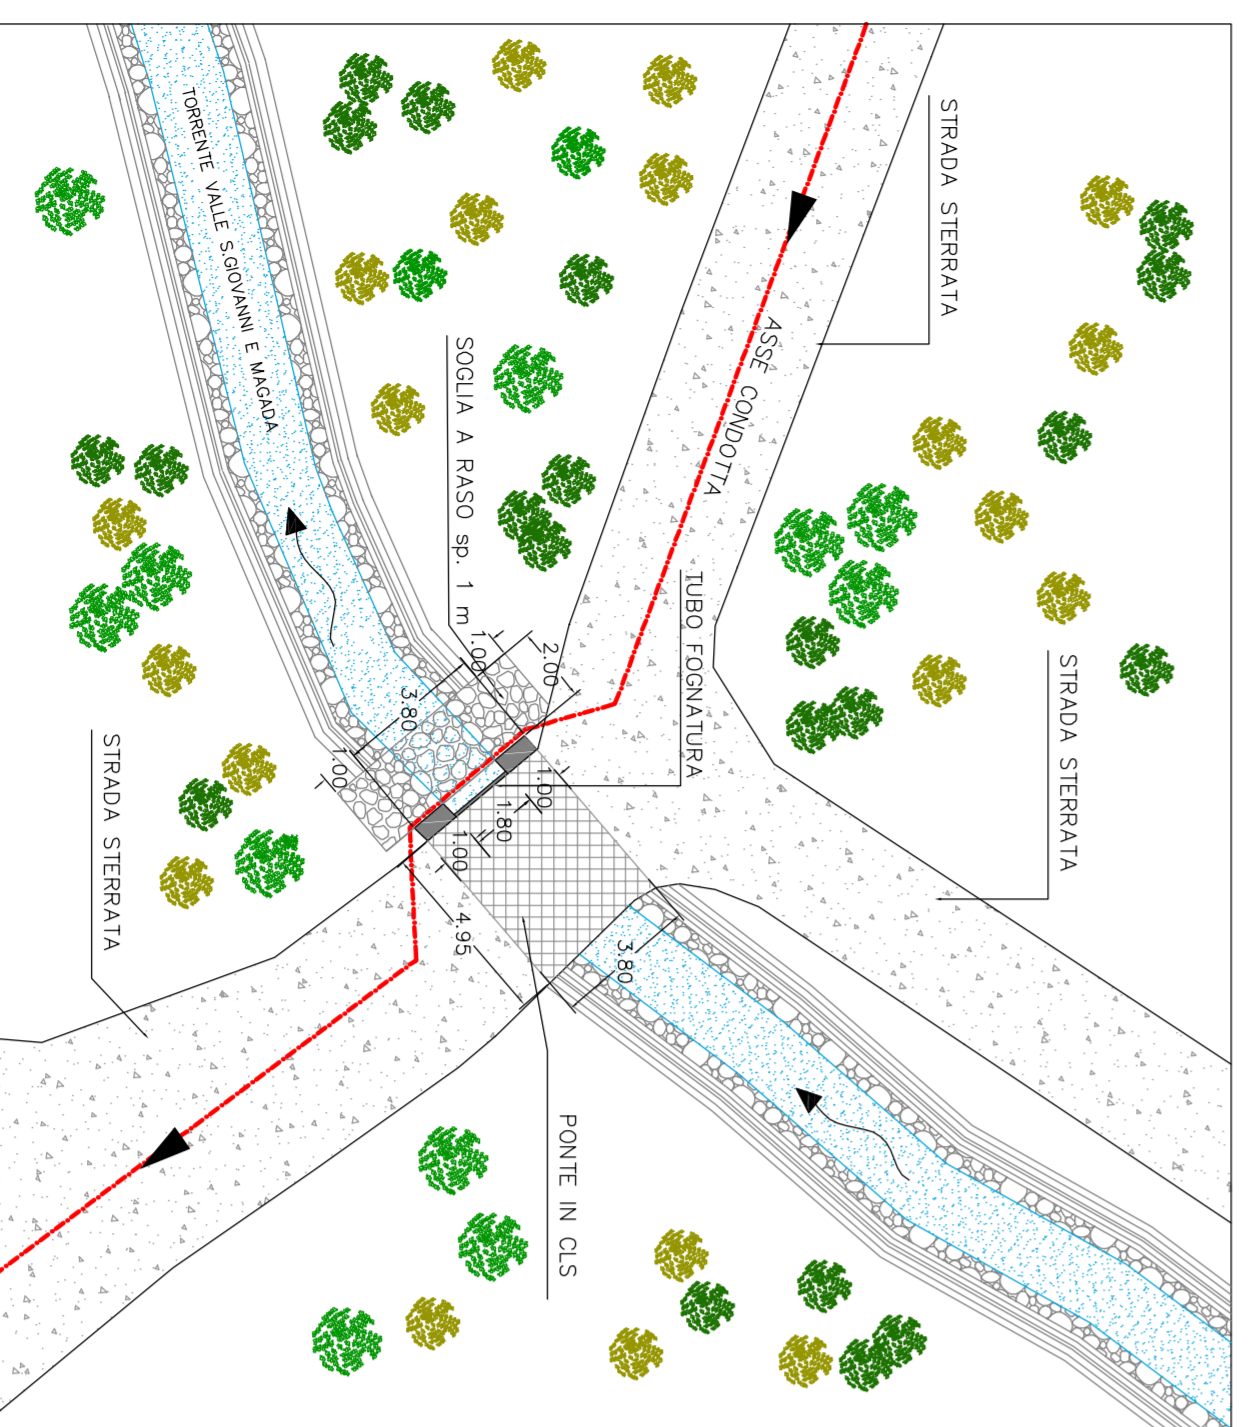 STRADA STERRATA
STRADA STERRATA
ASSE CONDOTTA
TUBO FOGNATURA
SOGLIA A RASO sp. 1 m
TORRENTE VALLE S.GIOVANNI E MAGADA
STRADA STERRATA
PONTE IN CLS
2.00
1.00
3.80
1.00
1.00
1.80
1.00
4.95
3.80